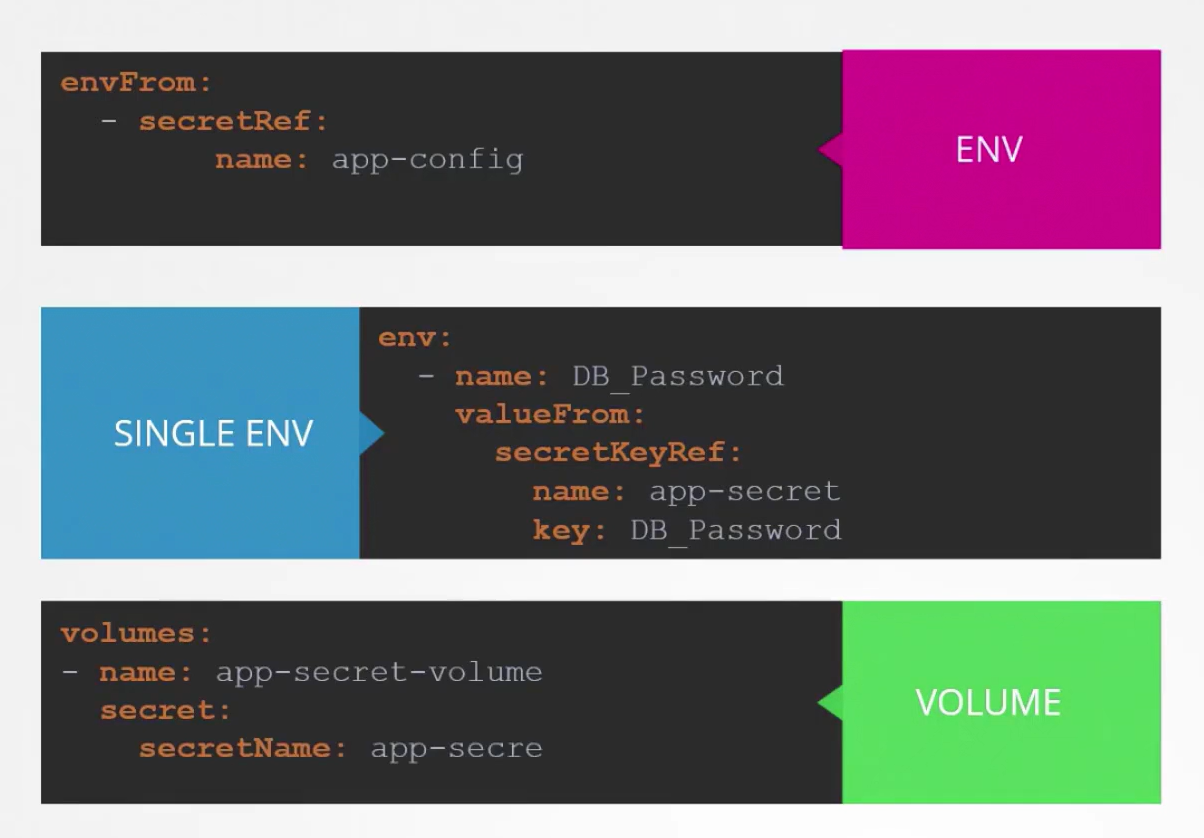 envFrom:
  - secretRef:
        name: app-config
ENV
SINGLE ENV
env:
  - name: DB_Password
    valueFrom:
      secretKeyRef:
        name: app-secret
        key: DB_Password
volumes:
- name: app-secret-volume
  secret:
    secretName: app-secre
VOLUME